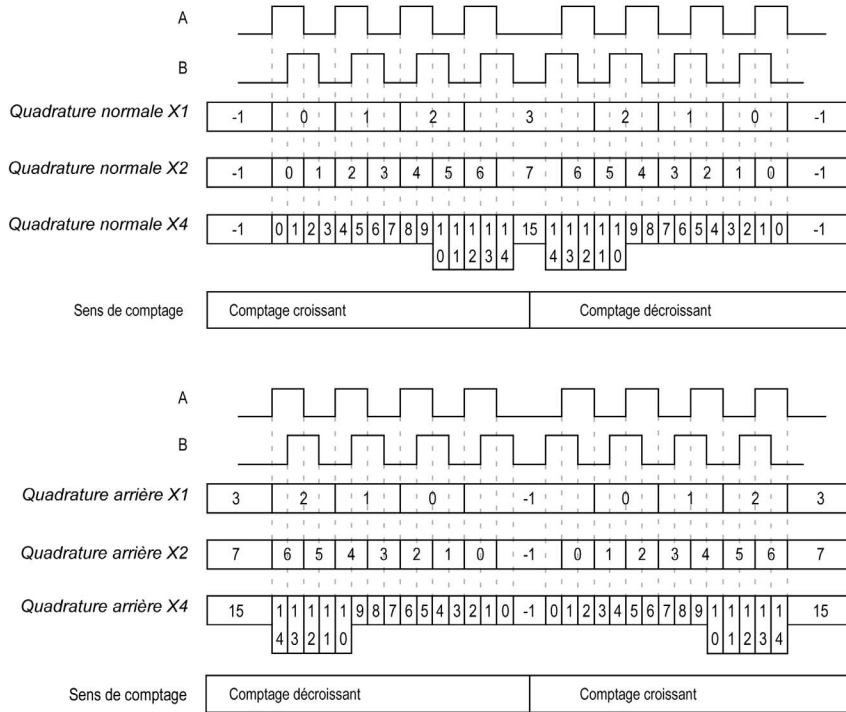 A
B
Quadrature normale X1 -1 0 1 2 3 2 1 0 -1
Quadrature normale X2 -1 0 1 2 3 4 5 6 7 6 5 4 3 2 1 0 -1
Quadrature normale X4 -1 0 1 2 3 4 5 6 7 8 9 10 11 12 13 14 15 14 13 12 11 10 9 8 7 6 5 4 3 2 1 0 -1
Sens de comptage Comptage croissant Comptage décroissant
A
B
Quadrature arrière X1 3 2 1 0 -1 0 1 2 3
Quadrature arrière X2 7 6 5 4 3 2 1 0 -1 0 1 2 3 4 5 6 7
Quadrature arrière X4 15 14 13 12 11 10 9 8 7 6 5 4 3 2 1 0 -1 0 1 2 3 4 5 6 7 8 9 10 11 12 13 14 15
Sens de comptage Comptage décroissant Comptage croissant